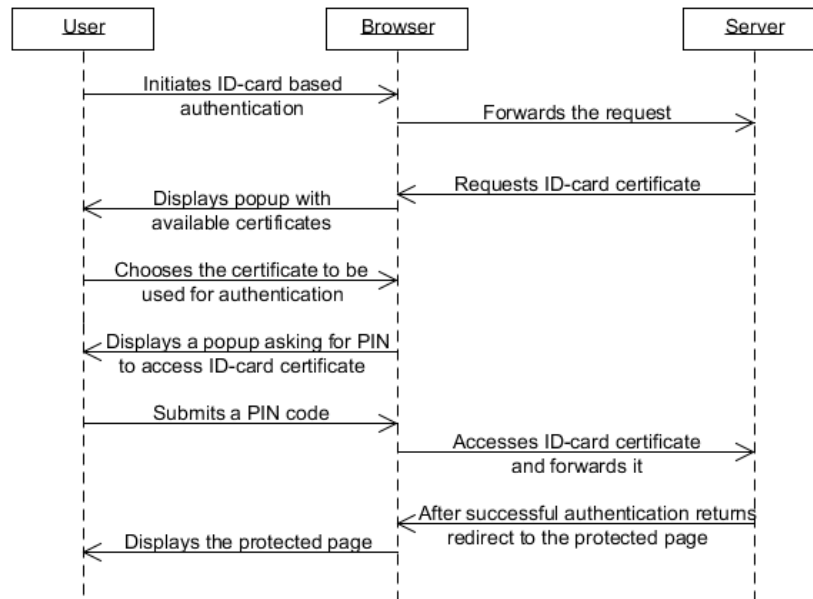 User
Browser
Server
Initiates ID-card based
authentication
Forwards the request
Requests ID-card certificate
Displays popup with
available certificates
Chooses the certificate to be
used for authentication
Displays a popup asking for PIN
to access ID-card certificate
Submits a PIN code
Accesses ID-card certificate
and forwards it
After successful authentication returns
redirect to the protected page
Displays the protected page